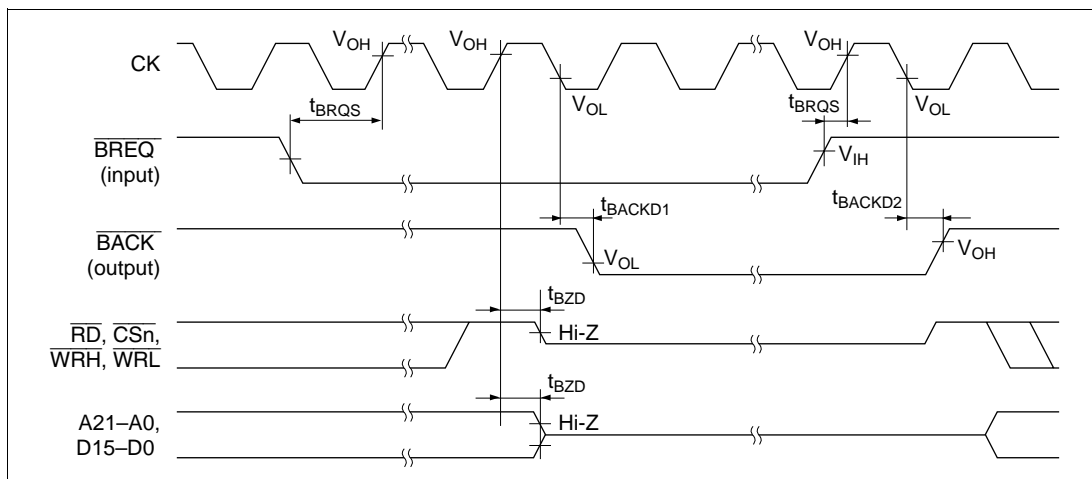 CK
V_OH
V_OH
V_OL
V_OH
V_OL
t_BRQS
t_BRQS
BREQ
(input)
V_IH
t_BACKD1
t_BACKD2
BACK
(output)
V_OL
V_OH
t_BZD
RD, CSn,
WRH, WRL
Hi-Z
t_BZD
A21–A0,
D15–D0
Hi-Z